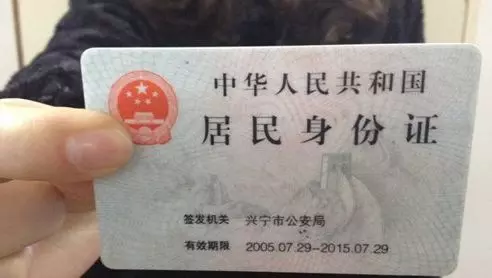 中华人民共和国
居民身份证
签发机关 兴宁市公安局
有效期限 2005.07.29-2015.07.29